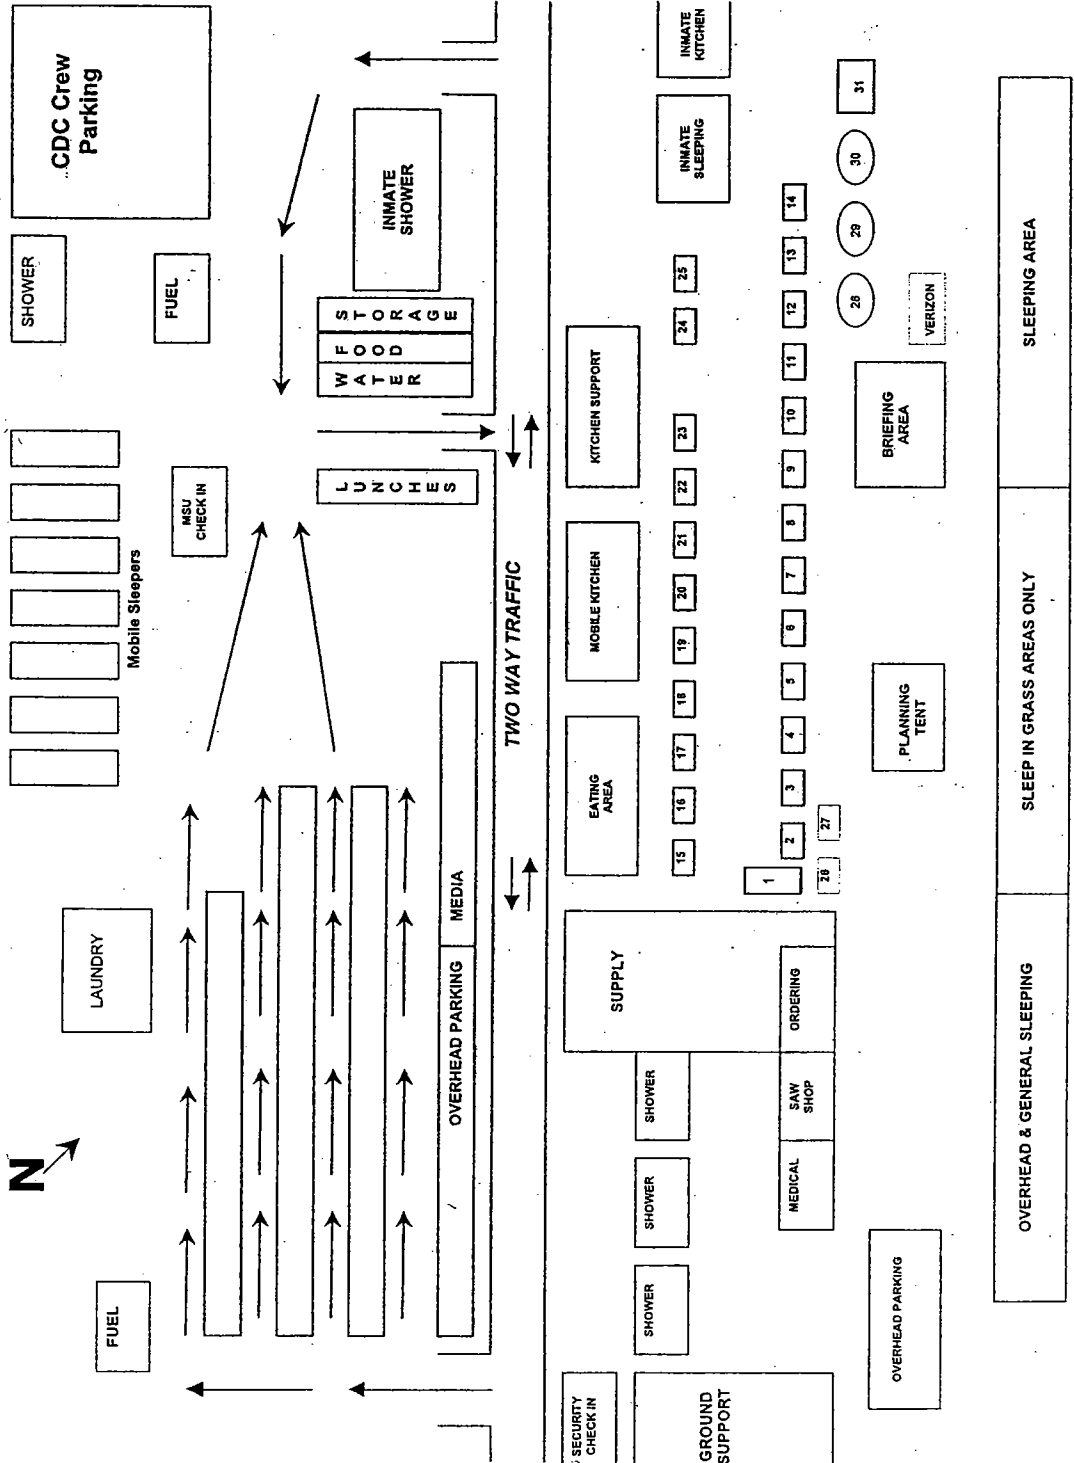 N
CDC Crew
Parking
SHOWER
Mobile Sleepers
LAUNDRY
FUEL
FUEL
MSU
CHECK IN
INMATE
SHOWER
STORAGE
FOOD
WATER
LUNCHES
MEDIA
OVERHEAD PARKING
TWO WAY TRAFFIC
SECURITY
CHECK IN
GROUND
SUPPORT
SHOWER
SHOWER
SHOWER
SUPPLY
ORDERING
SAW
SHOP
MEDICAL
EATING
AREA
MOBILE KITCHEN
KITCHEN SUPPORT
INMATE
SLEEPING
INMATE
KITCHEN
15
16
17
18
19
20
21
22
23
24
25
1
2
3
4
5
6
7
8
9
10
11
12
13
14
27
28
29
30
31
OVERHEAD PARKING
PLANNING
TENT
BRIEFING
AREA
VERIZON
OVERHEAD & GENERAL SLEEPING
SLEEP IN GRASS AREAS ONLY
SLEEPING AREA